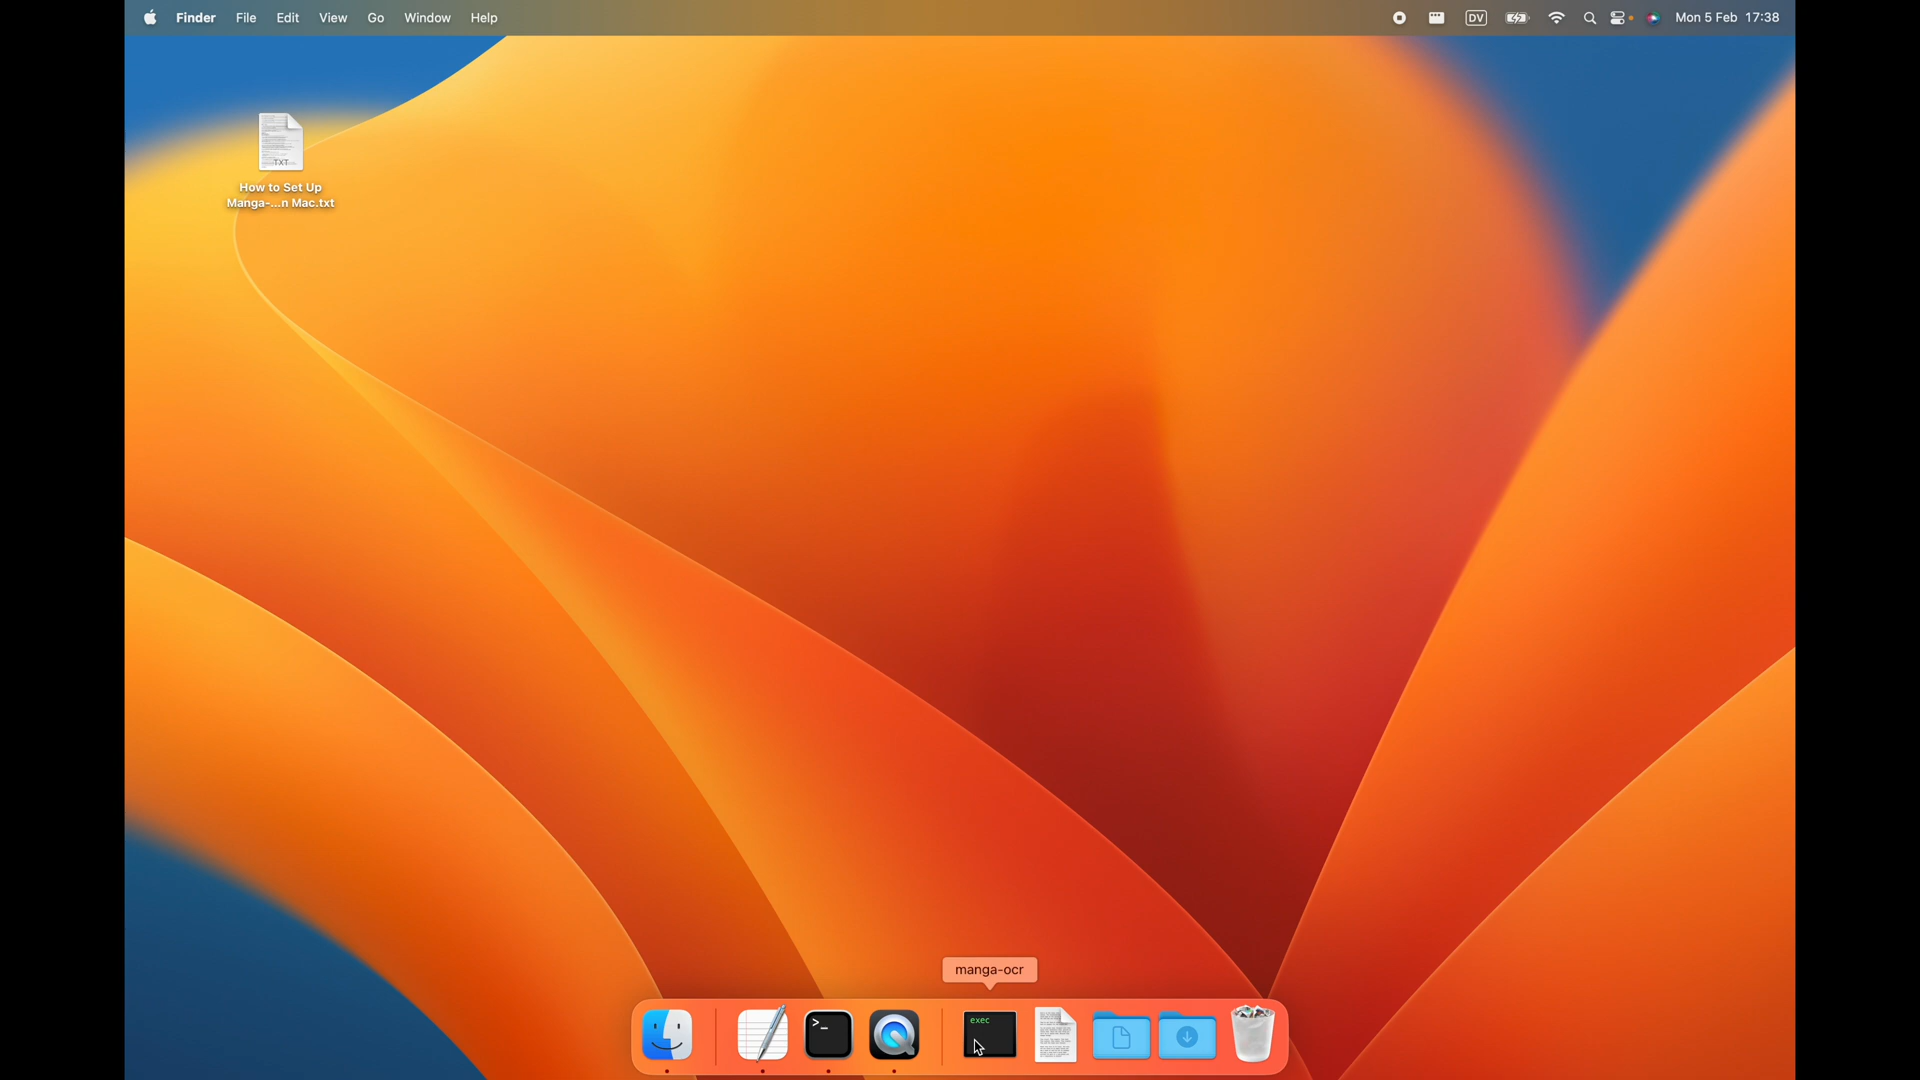 Finder File Edit View Go Window Help DV Mon 5 Feb 17:38
TXT
How to Set Up
Manga-...n Mac.txt
manga-ocr
exec
>_